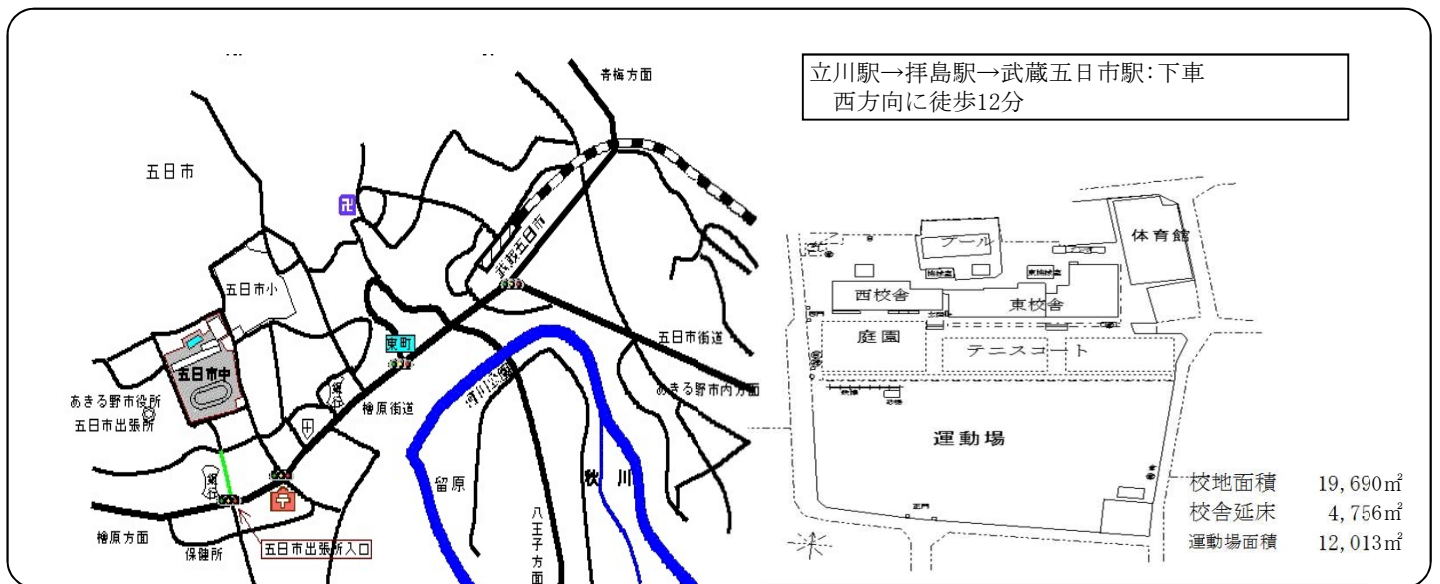 立川駅→拝島駅→武蔵五日市駅:下車
西方向に徒歩12分
青梅方面
五日市
卍
武蔵五日市
五日市小
五日市中
東町
五日市街道
あきる野市内方面
あきる野市役所
五日市出張所
銀行
檜原街道
留原
秋川
銀行
〒
檜原方面
保健所
五日市出張所入口
八王子方面
プール
体育館
西校舎
東校舎
庭園
テニスコート
運動場
正門
校地面積 19,690㎡
校舎延床 4,756㎡
運動場面積 12,013㎡